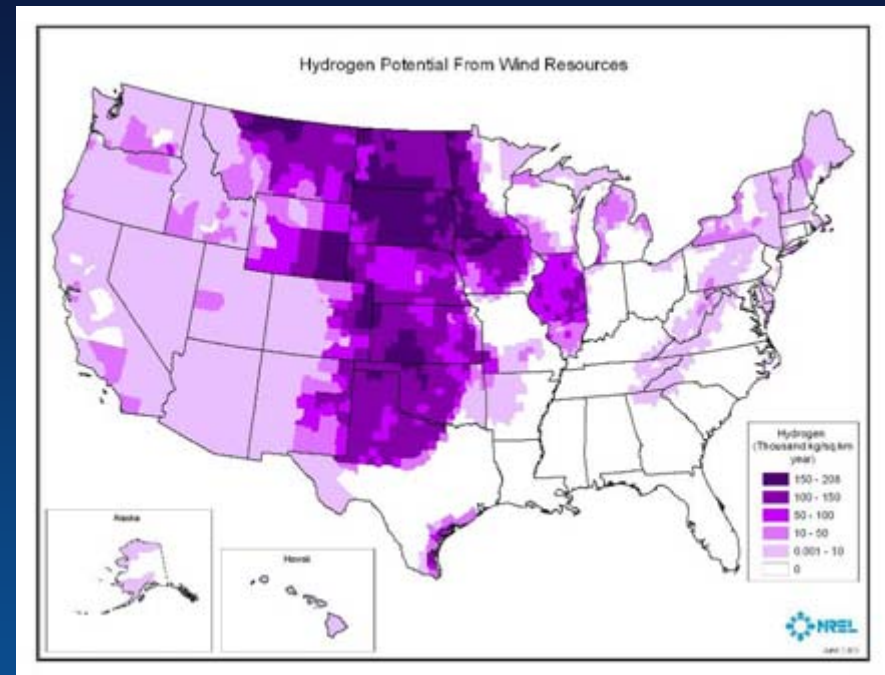 Hydrogen Potential From Wind Resources
Hydrogen
(Thousand kg/sq.km
year)
150 - 208
100 - 150
50 - 100
10 - 50
0.001 - 10
0
Alaska
Hawaii
NREL